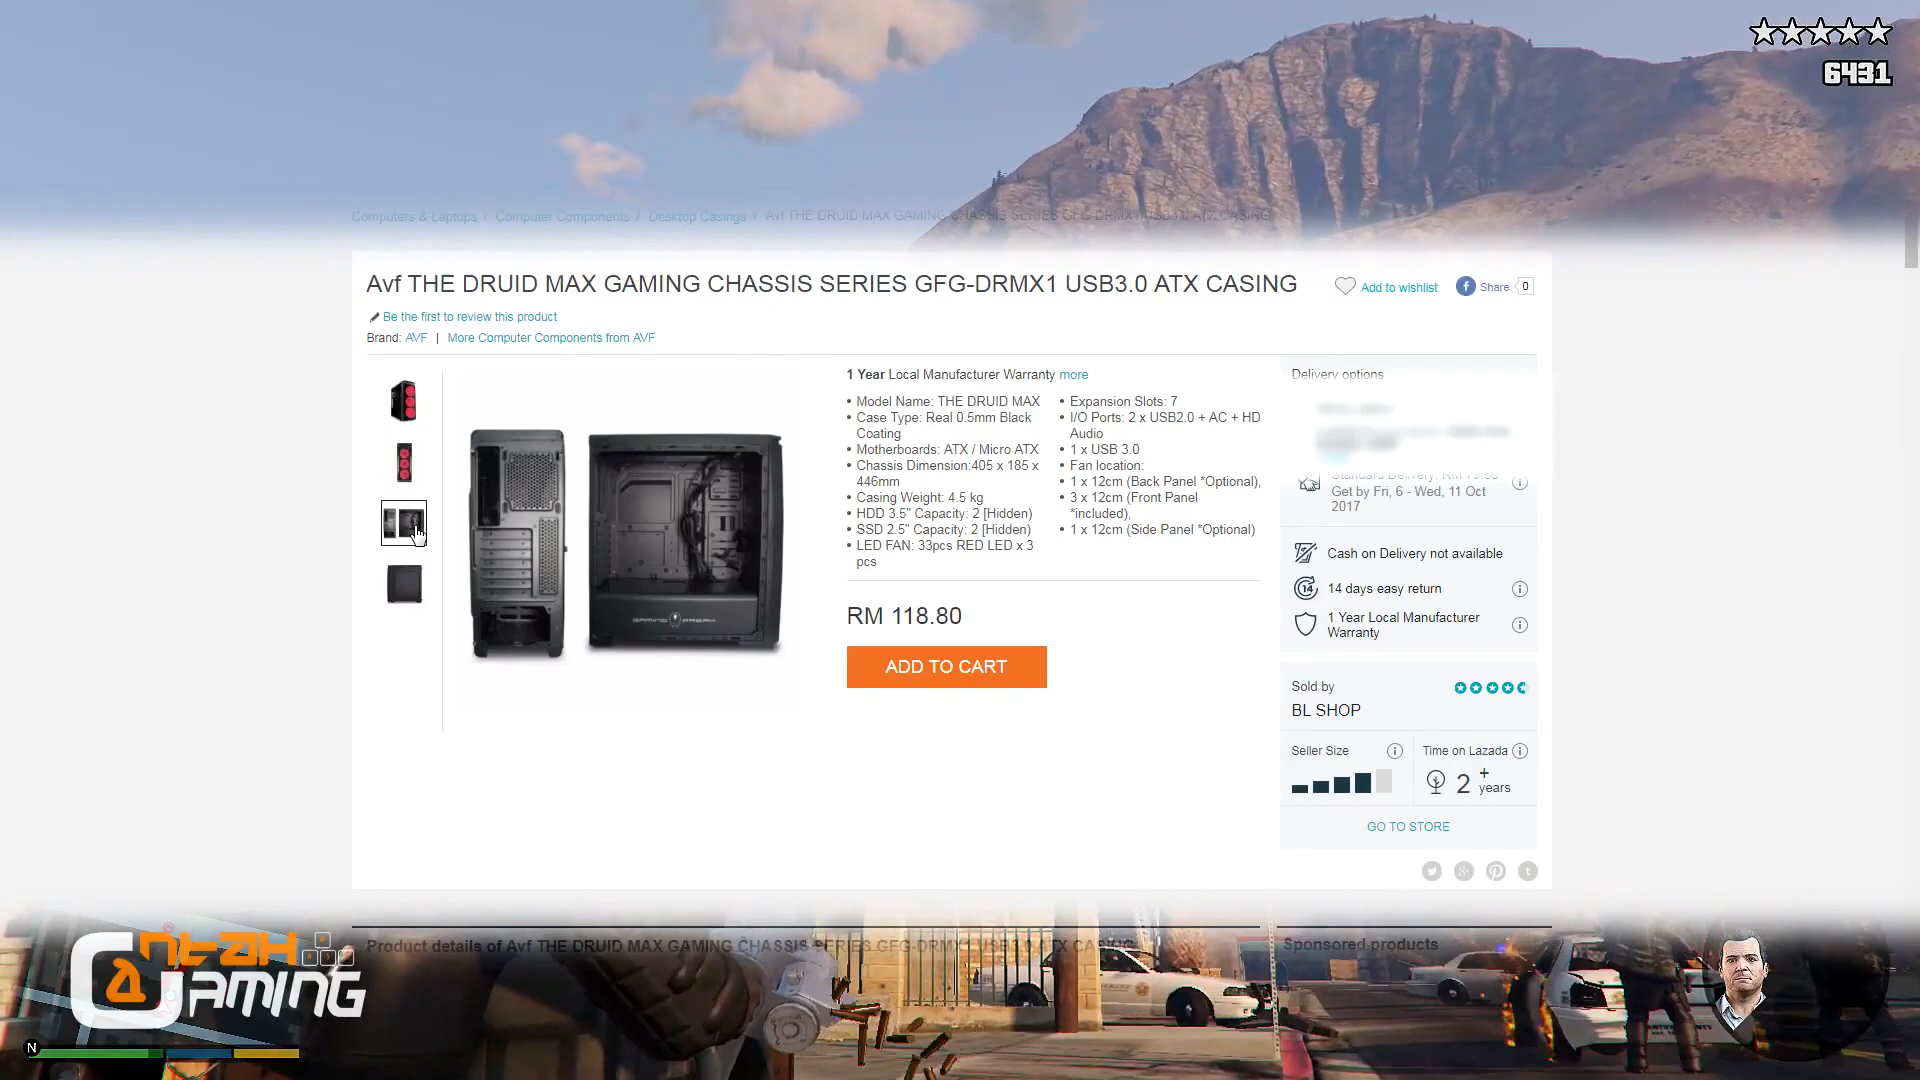 6431
Computers & Laptops / Computer Components / Desktop Casings / Avf THE DRUID MAX GAMING CHASSIS SERIES GFG-DRMX1 USB3.0 ATX CASING
Avf THE DRUID MAX GAMING CHASSIS SERIES GFG-DRMX1 USB3.0 ATX CASING
Add to wishlist
f Share 0
Be the first to review this product
Brand: AVF | More Computer Components from AVF
1 Year Local Manufacturer Warranty more
• Model Name: THE DRUID MAX
• Case Type: Real 0.5mm Black
Coating
• Motherboards: ATX / Micro ATX
• Chassis Dimension:405 x 185 x
446mm
• Casing Weight: 4.5 kg
• HDD 3.5" Capacity: 2 [Hidden)
• SSD 2.5" Capacity: 2 [Hidden)
• LED FAN: 33pcs RED LED x 3
pcs
• Expansion Slots: 7
• I/O Ports: 2 x USB2.0 + AC + HD
Audio
• 1 x USB 3.0
• Fan location:
• 1 x 12cm (Back Panel *Optional),
• 3 x 12cm (Front Panel
*included),
• 1 x 12cm (Side Panel *Optional)
GAMING FREAK
RM 118.80
ADD TO CART
Delivery options
Standard Delivery: RM 79.90
Get by Fri, 6 - Wed, 11 Oct
2017
Cash on Delivery not available
14
14 days easy return
1 Year Local Manufacturer
Warranty
Sold by
BL SHOP
Seller Size
Time on Lazada
2 + years
GO TO STORE
Product details of Avf THE DRUID MAX GAMING CHASSIS SERIES GFG-DRMX1 USB3.0 ATX CASING
Sponsored products
Cantah
Gaming
N